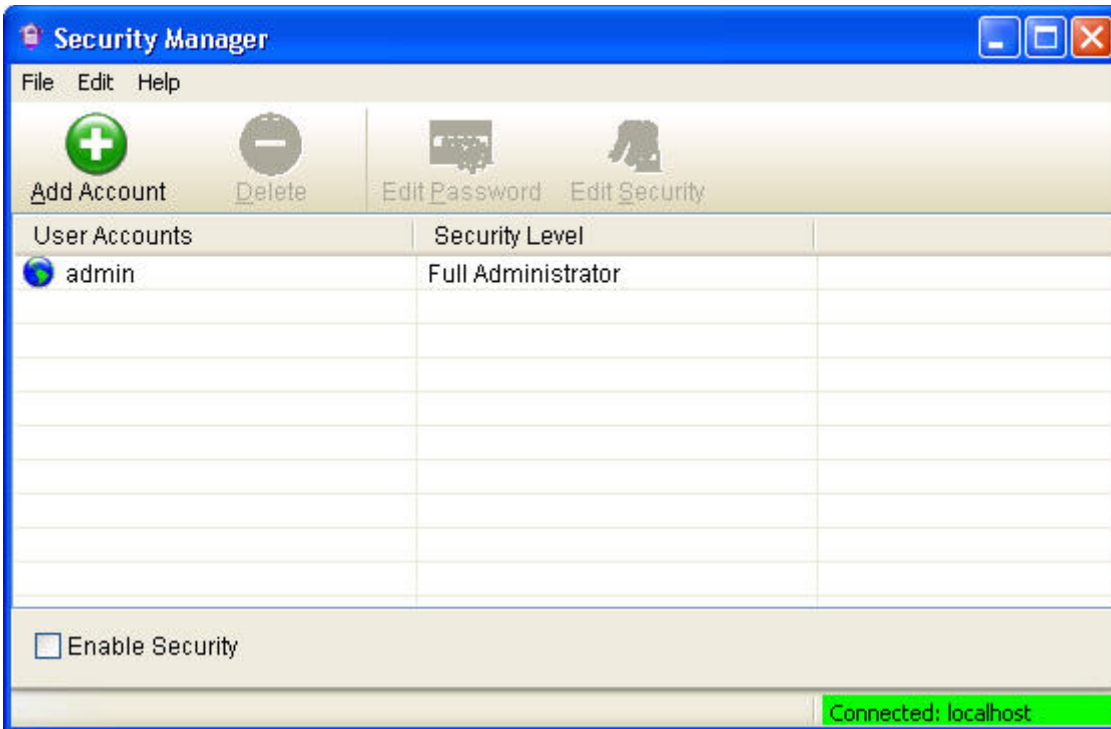 Security Manager
File Edit Help
Add Account Delete Edit Password Edit Security
User Accounts Security Level
admin Full Administrator
Enable Security
Connected: localhost